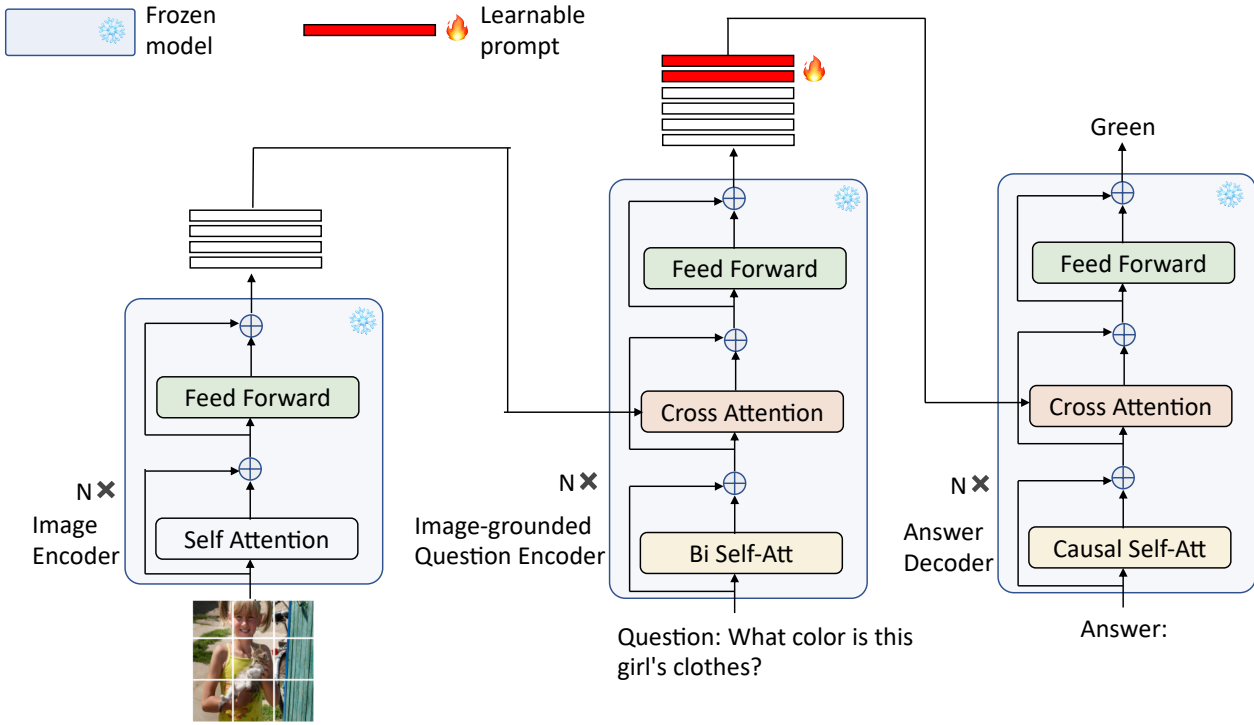 Frozen
model
Learnable
prompt
Green
Feed Forward
Cross Attention
Bi Self-Att
Feed Forward
Self Attention
Feed Forward
Cross Attention
Causal Self-Att
N ×
Image
Encoder
N ×
Image-grounded
Question Encoder
N ×
Answer
Decoder
Question: What color is this
girl's clothes?
Answer: